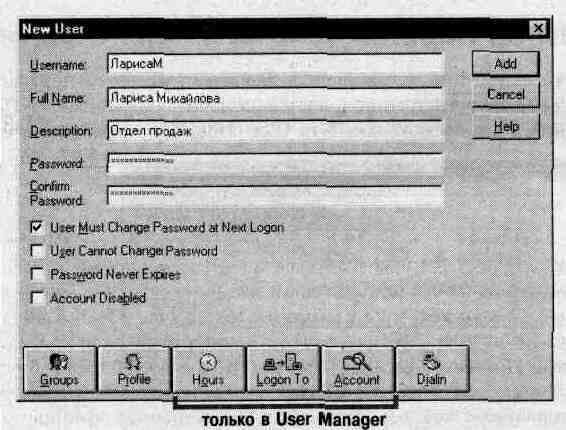 New User
Username: ЛарисаМ
Add
Full Name: Лариса Михайлова
Cancel
Description: Отдел продаж
Help
Password: **************
Confirm Password: **************
User Must Change Password at Next Logon
User Cannot Change Password
Password Never Expires
Account Disabled
Groups Profile Hours Logon To Account Dialin
только в User Manager